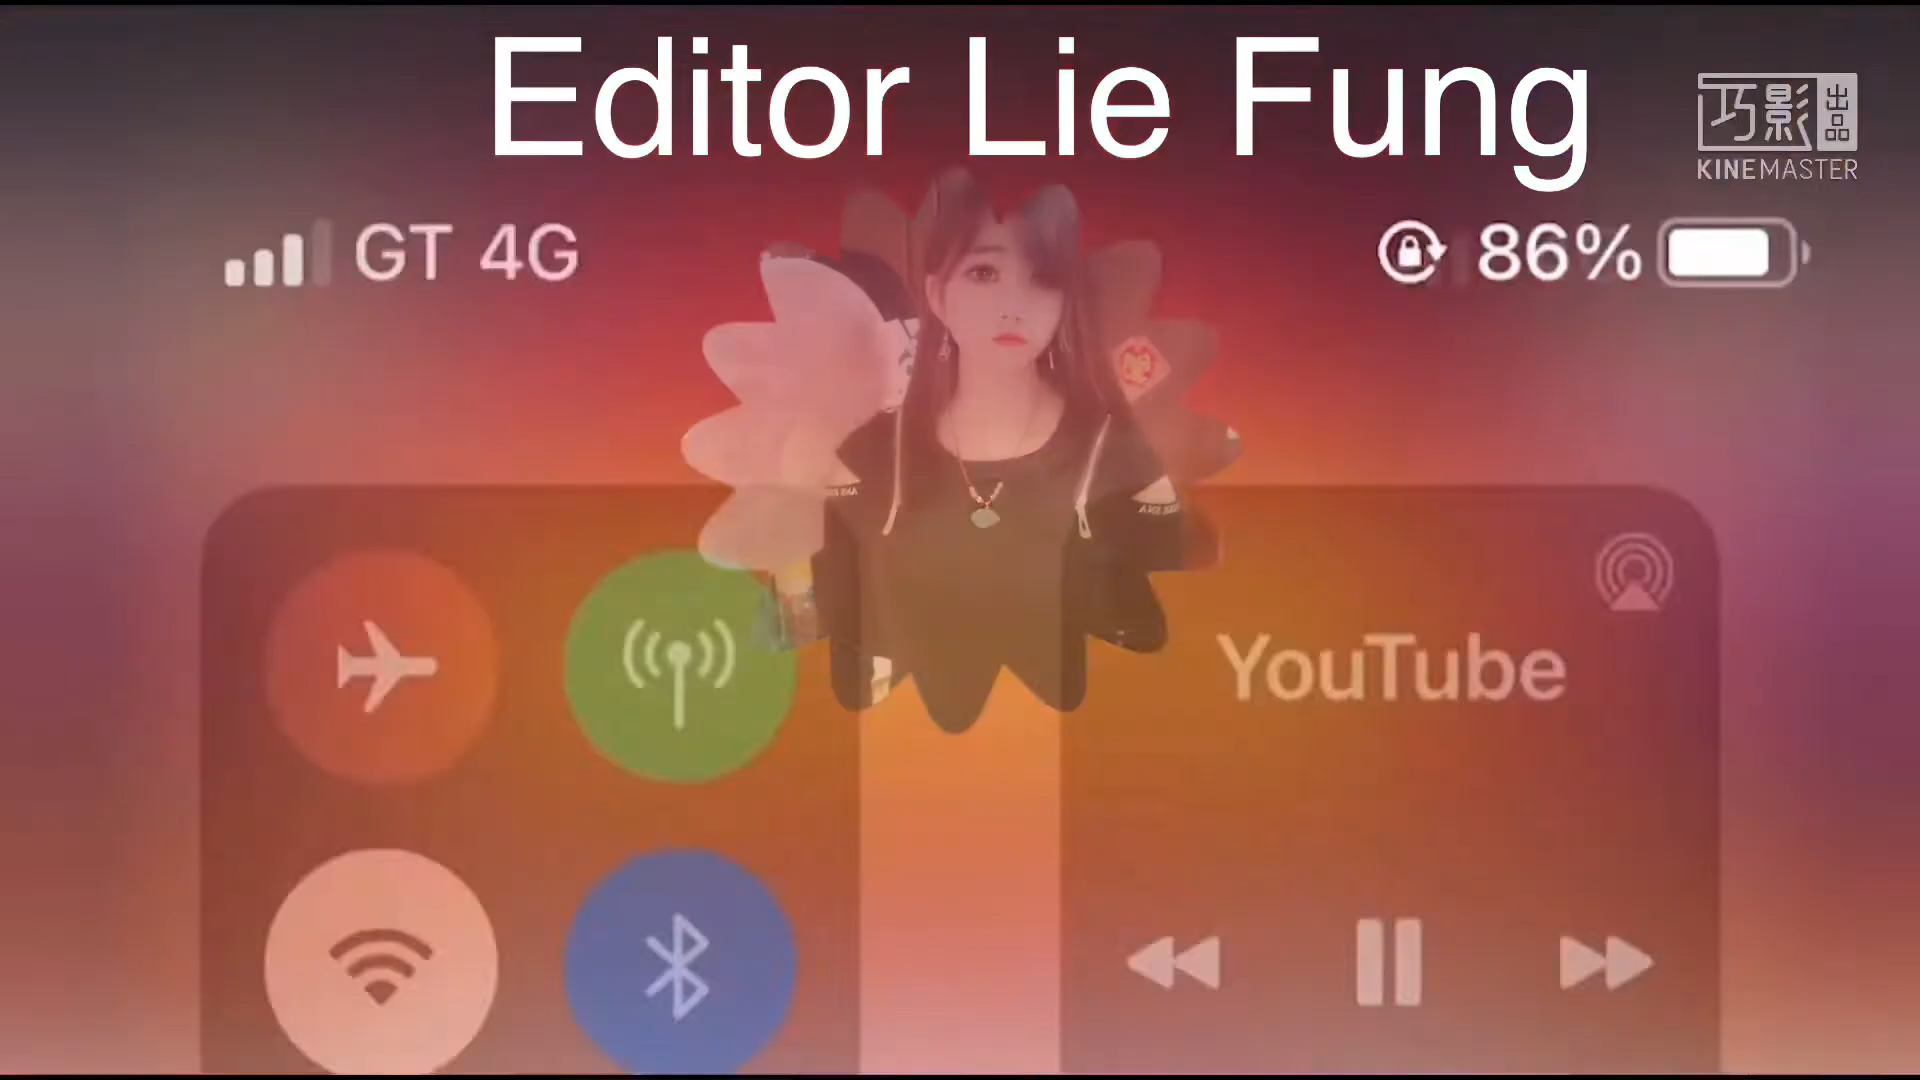 Editor Lie Fung
巧影出品
KINEMASTER
GT 4G
86%
YouTube